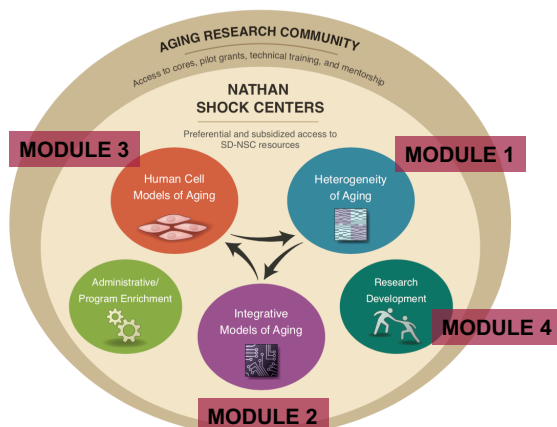 AGING RESEARCH COMMUNITY
Access to cores, pilot grants, technical training, and mentorship
NATHAN
SHOCK CENTERS
Preferential and subsidized access to
SD-NSC resources
MODULE 3
MODULE 1
Human Cell
Models of Aging
Heterogeneity
of Aging
Administrative/
Program Enrichment
Integrative
Models of Aging
Research
Development
MODULE 4
MODULE 2